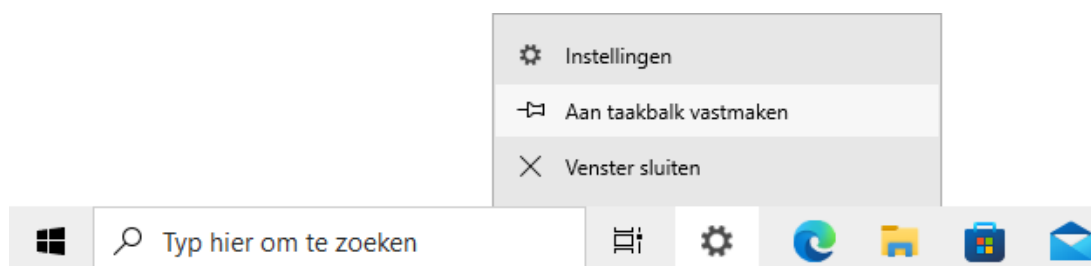 Instellingen
Aan taakbalk vastmaken
Venster sluiten
Typ hier om te zoeken